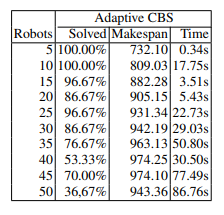 Adaptive CBS
Robots Solved Makespan Time
5 100.00% 732.10 0.34s
10 100.00% 809.03 17.75s
15 96.67% 882.28 3.51s
20 86.67% 905.15 5.43s
25 96.67% 931.34 22.73s
30 86.67% 942.19 29.03s
35 76.67% 963.13 50.80s
40 53.33% 974.25 30.50s
45 70.00% 974.10 77.49s
50 36,67% 943.36 86.76s